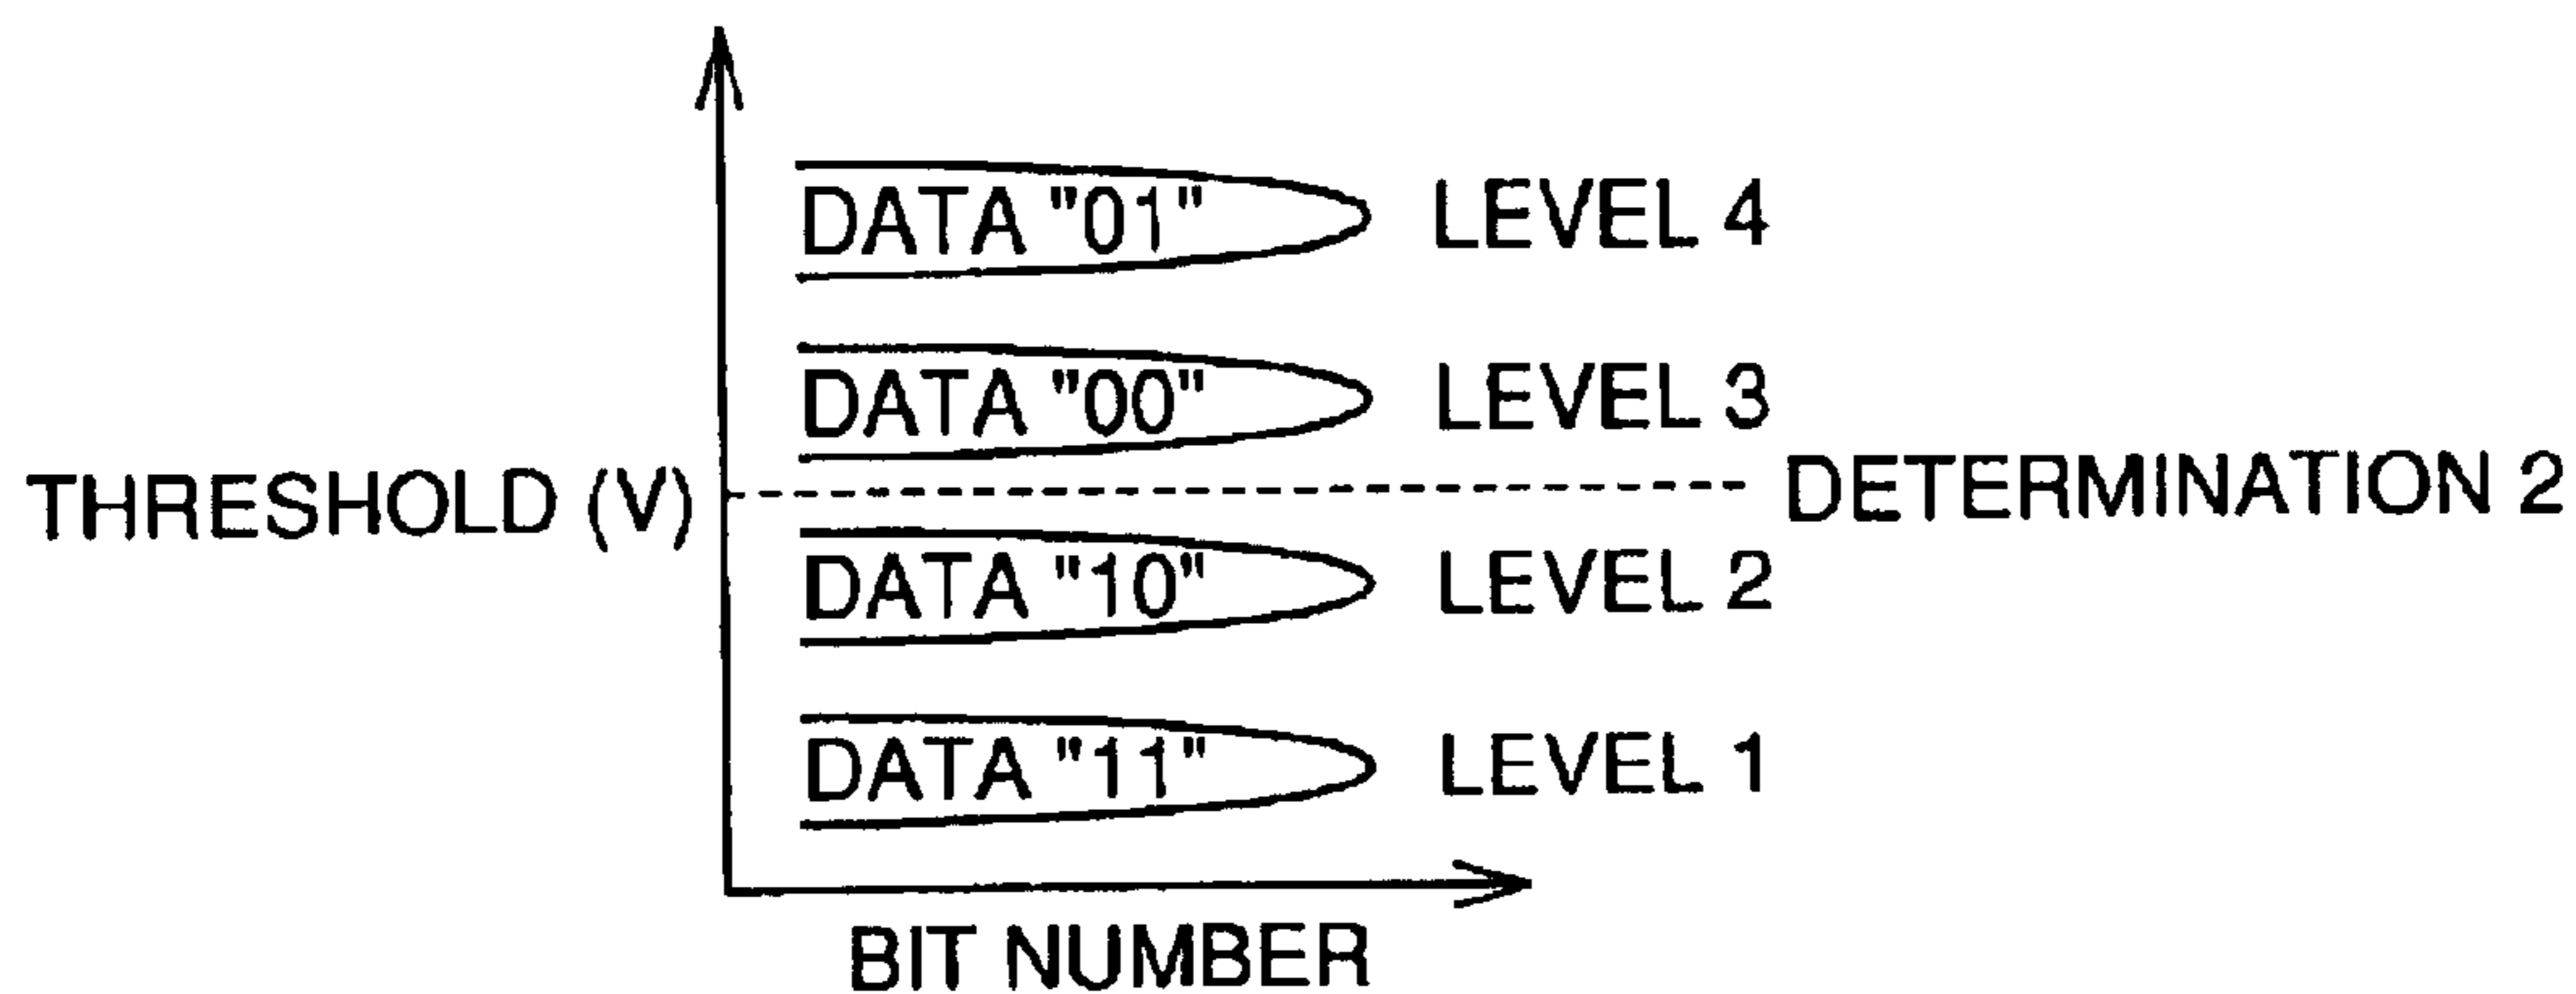 DATA "01" LEVEL 4
DATA "00" LEVEL 3
THRESHOLD (V) DETERMINATION 2
DATA "10" LEVEL 2
DATA "11" LEVEL 1
BIT NUMBER